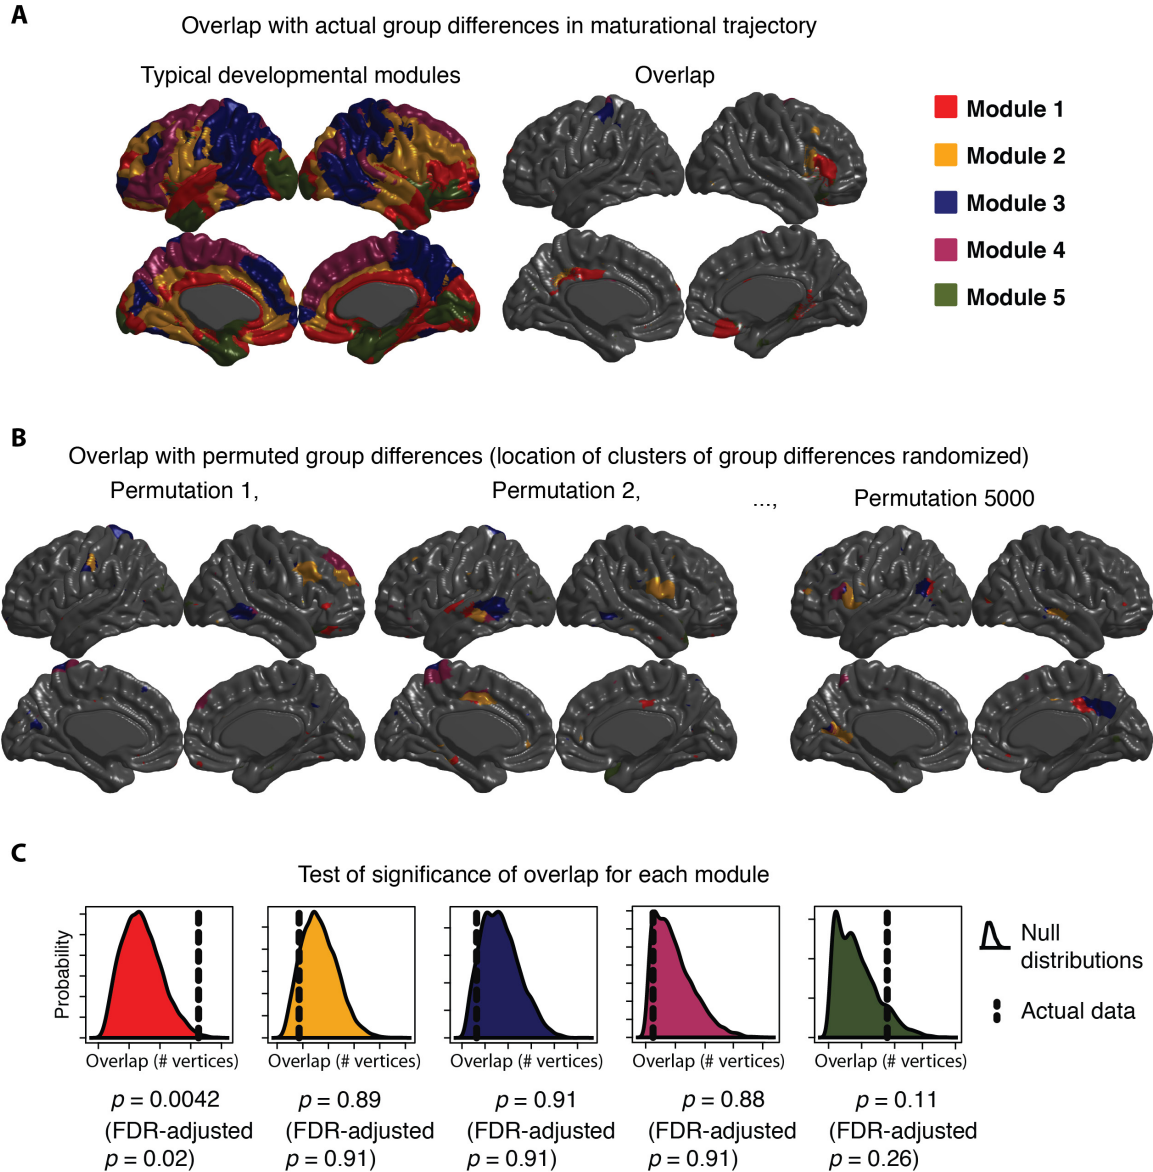 A
Overlap with actual group differences in maturational trajectory
Typical developmental modules
Overlap
Module 1
Module 2
Module 3
Module 4
Module 5
B
Overlap with permuted group differences (location of clusters of group differences randomized)
Permutation 1,
Permutation 2,
...,
Permutation 5000
C
Test of significance of overlap for each module
Probability
Overlap (# vertices)
p = 0.0042
(FDR-adjusted
p = 0.02)
Overlap (# vertices)
p = 0.89
(FDR-adjusted
p = 0.91)
Overlap (# vertices)
p = 0.91
(FDR-adjusted
p = 0.91)
Overlap (# vertices)
p = 0.88
(FDR-adjusted
p = 0.91)
Overlap (# vertices)
p = 0.11
(FDR-adjusted
p = 0.26)
Null
distributions
Actual data